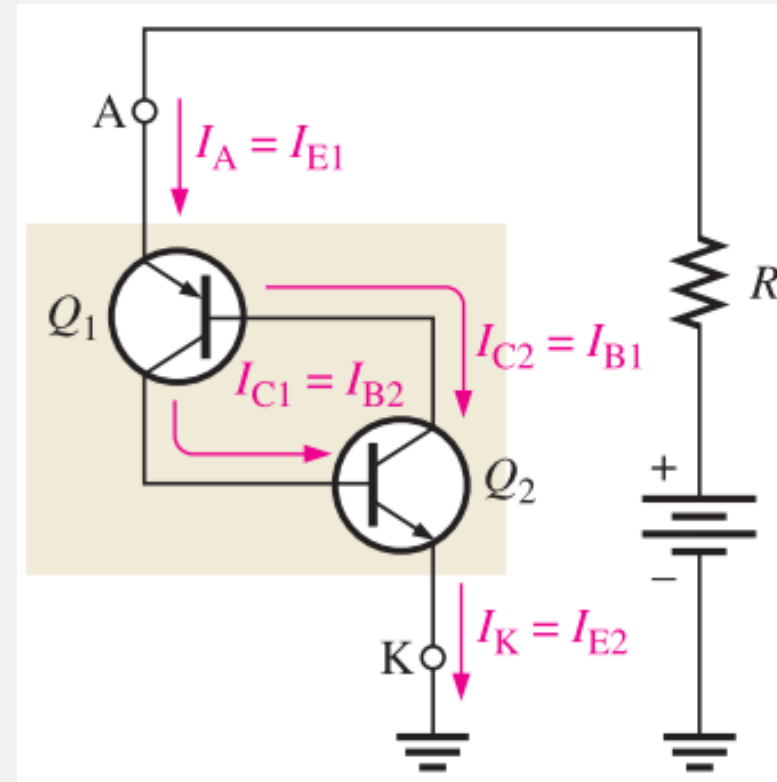 A
I_A = I_E1
Q_1
R
I_C2 = I_B1
I_C1 = I_B2
+
Q_2
−
I_K = I_E2
K